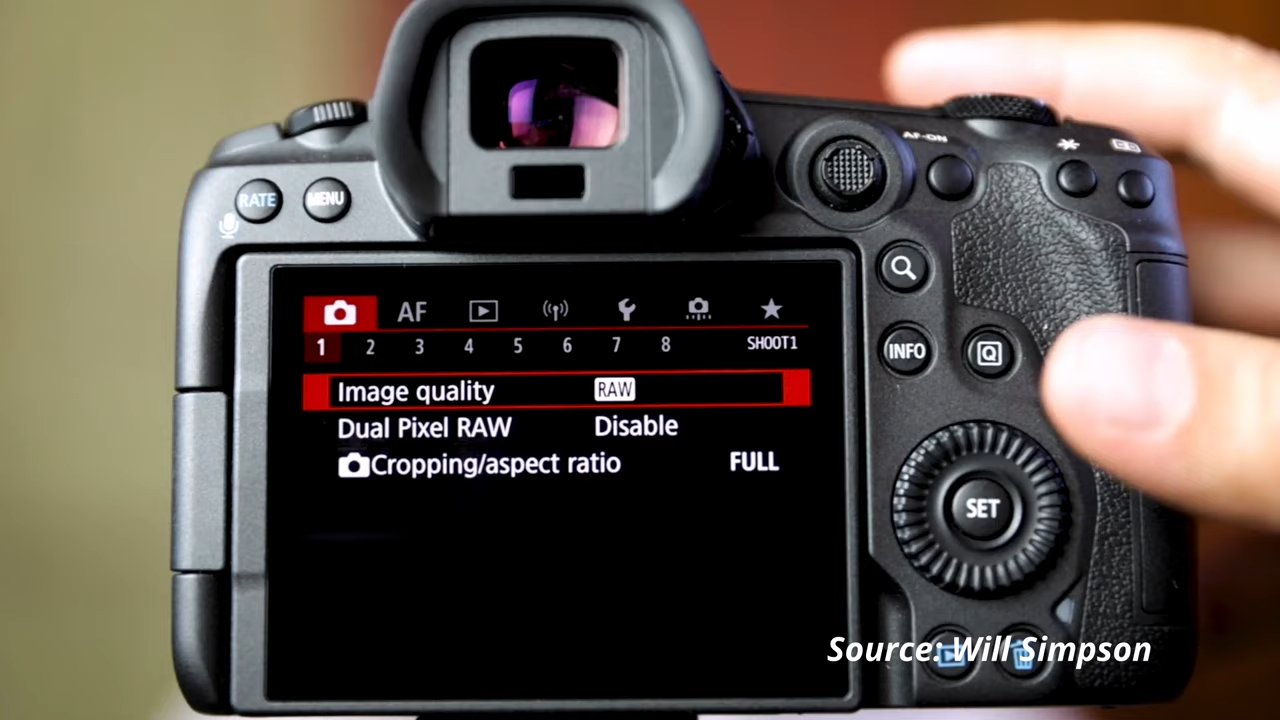 AF-ON
RATE
MENU
AF
1 2 3 4 5 6 7 8 SHOOT1
Image quality RAW
Dual Pixel RAW Disable
Cropping/aspect ratio FULL
INFO
Q
SET
Source: Will Simpson